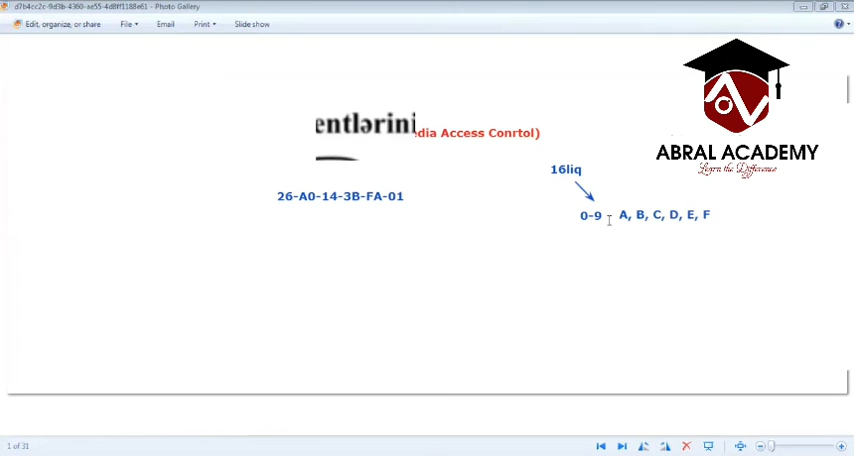 d7b4cc2c-9d3b-4360-ae55-4d8ff1188e61 - Photo Gallery
Edit, organize, or share File Email Print Slide show
entlərini
dia Access Conrtol)
ABRAL ACADEMY
Learn the Difference
16liq
26-A0-14-3B-FA-01
0-9 - A, B, C, D, E, F
1 of 31